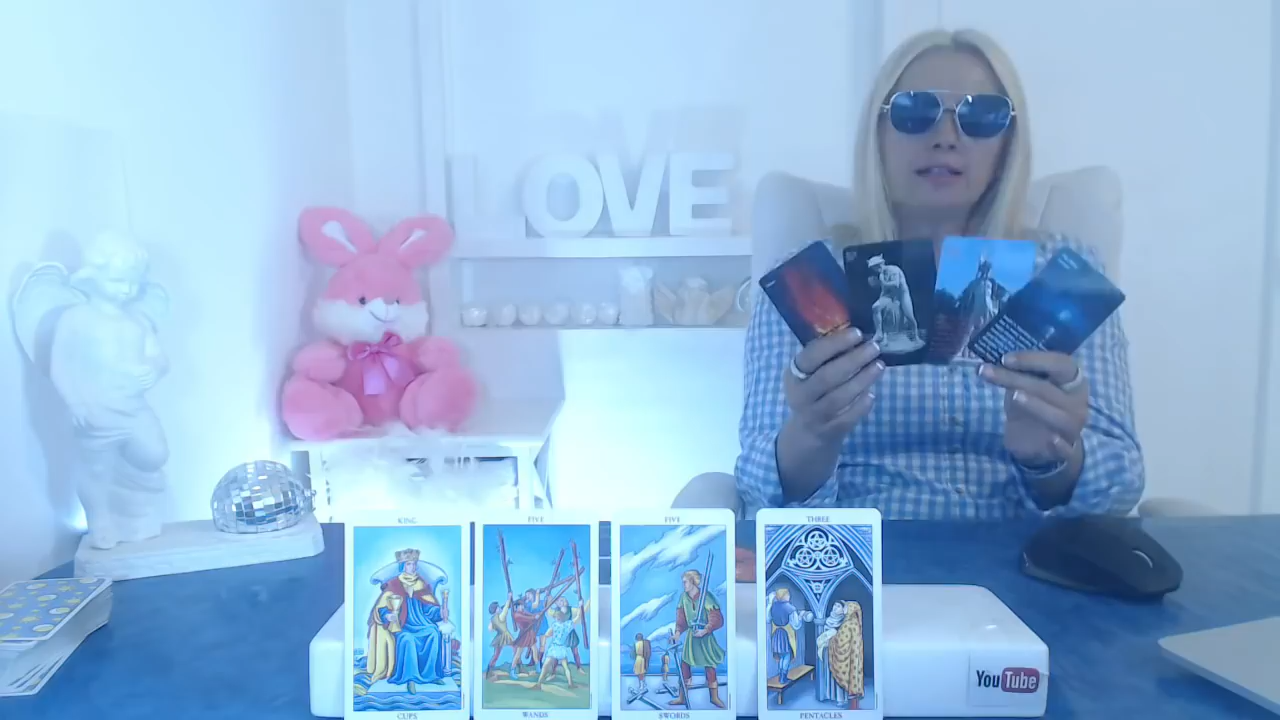 LOVE
KING
CUPS
FIVE
WANDS
FIVE
SWORDS
THREE
PENTACLES
YouTube